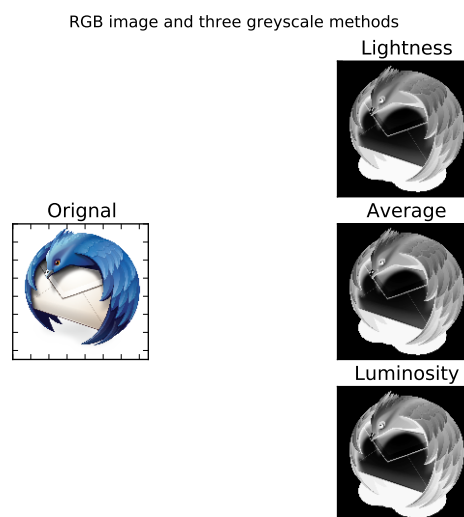 RGB image and three greyscale methods
Lightness
Orignal
Average
Luminosity